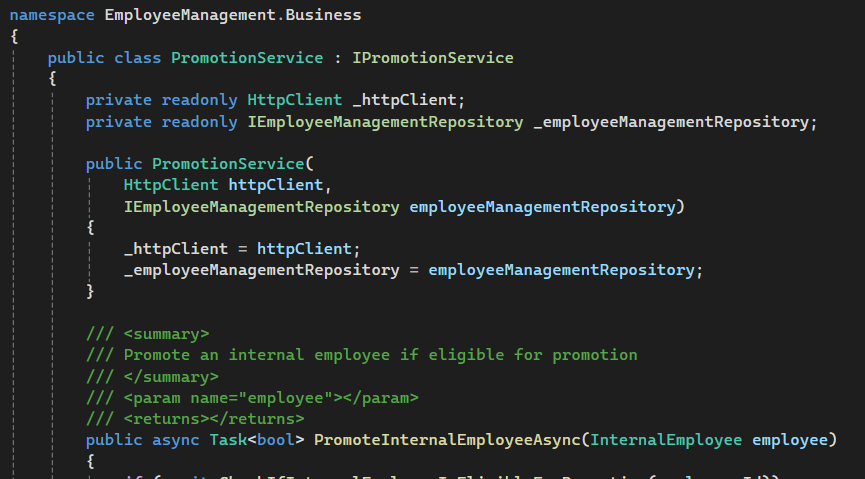 namespace EmployeeManagement.Business
{
public class PromotionService : IPromotionService
{
private readonly HttpClient _httpClient;
private readonly IEmployeeManagementRepository _employeeManagementRepository;
public PromotionService(
HttpClient httpClient,
IEmployeeManagementRepository employeeManagementRepository)
{
_httpClient = httpClient;
_employeeManagementRepository = employeeManagementRepository;
}
/// <summary>
/// Promote an internal employee if eligible for promotion
/// </summary>
/// <param name="employee"></param>
/// <returns></returns>
public async Task<bool> PromoteInternalEmployeeAsync(InternalEmployee employee)
{